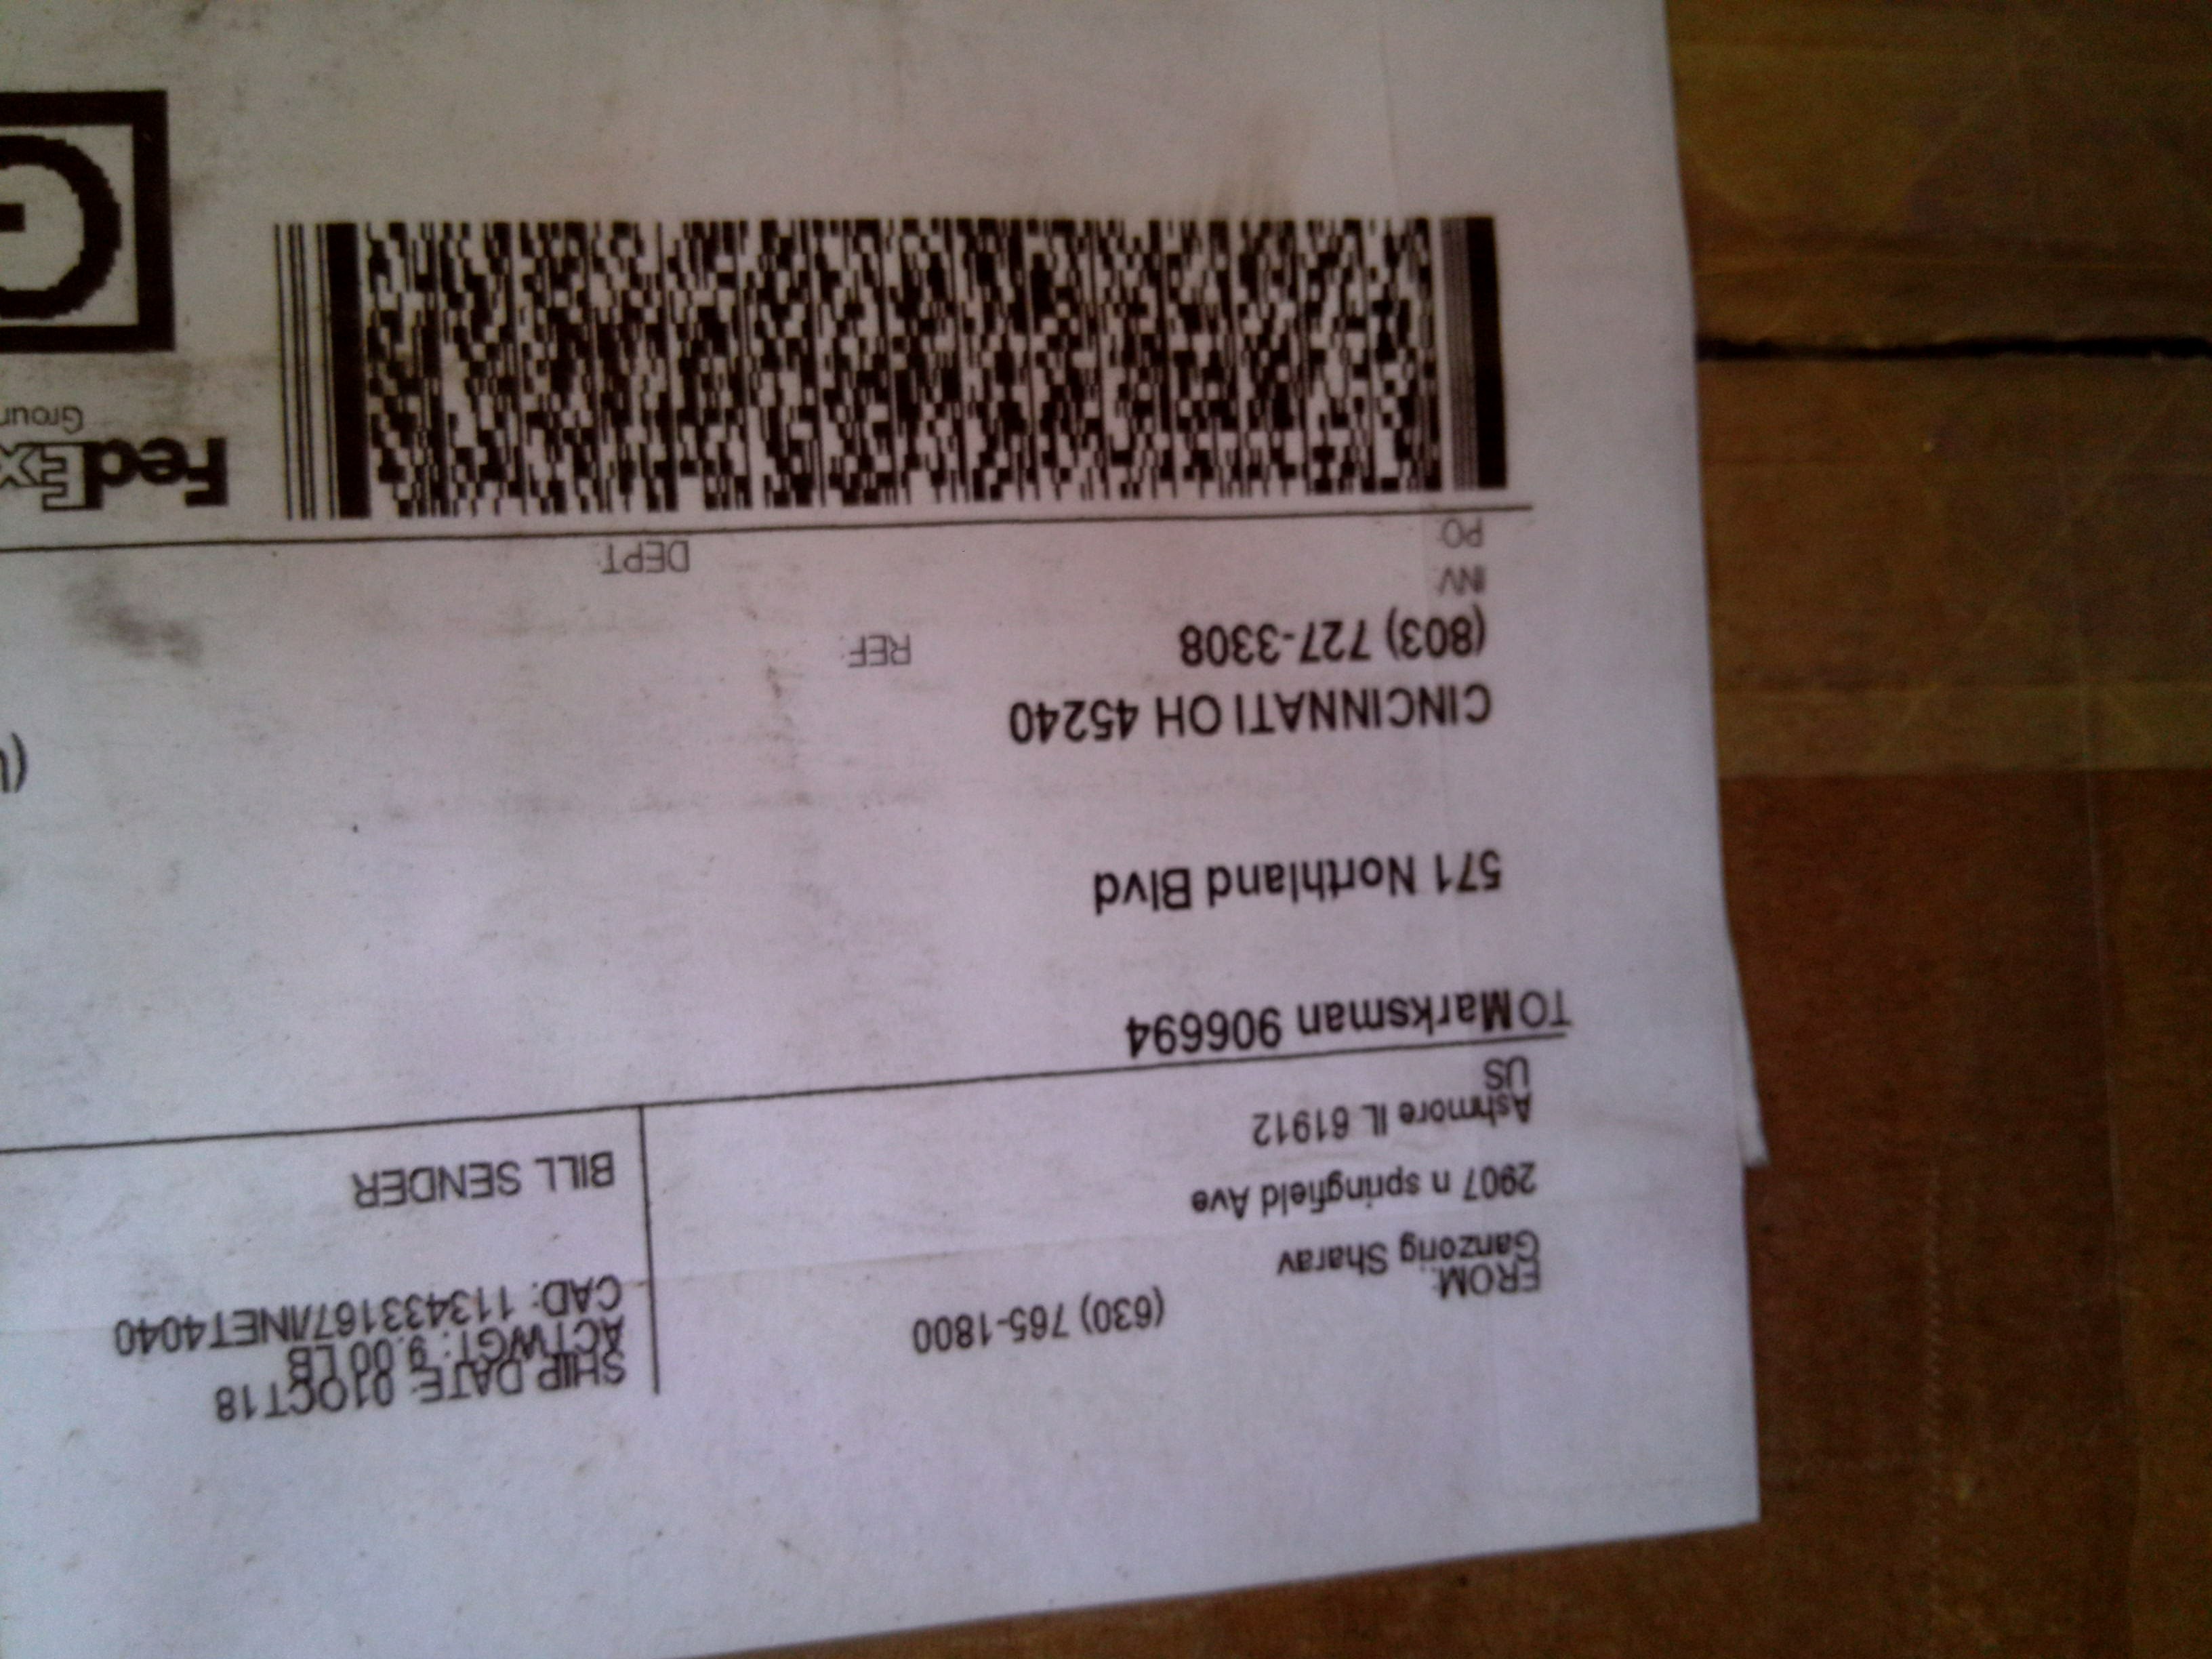 FROM: (630) 765-1800
Ganzorig Sharav
2907 n springfield Ave
Ashmore IL 61912
US
SHIP DATE: 01OCT18
ACTWGT: 9.00 LB
CAD: 113433167/INET4040
BILL SENDER
TO Marksman 906694
571 Northland Blvd
CINCINNATI OH 45240
(803) 727-3308
REF:
INV:
PO:
DEPT:
FedEx
G